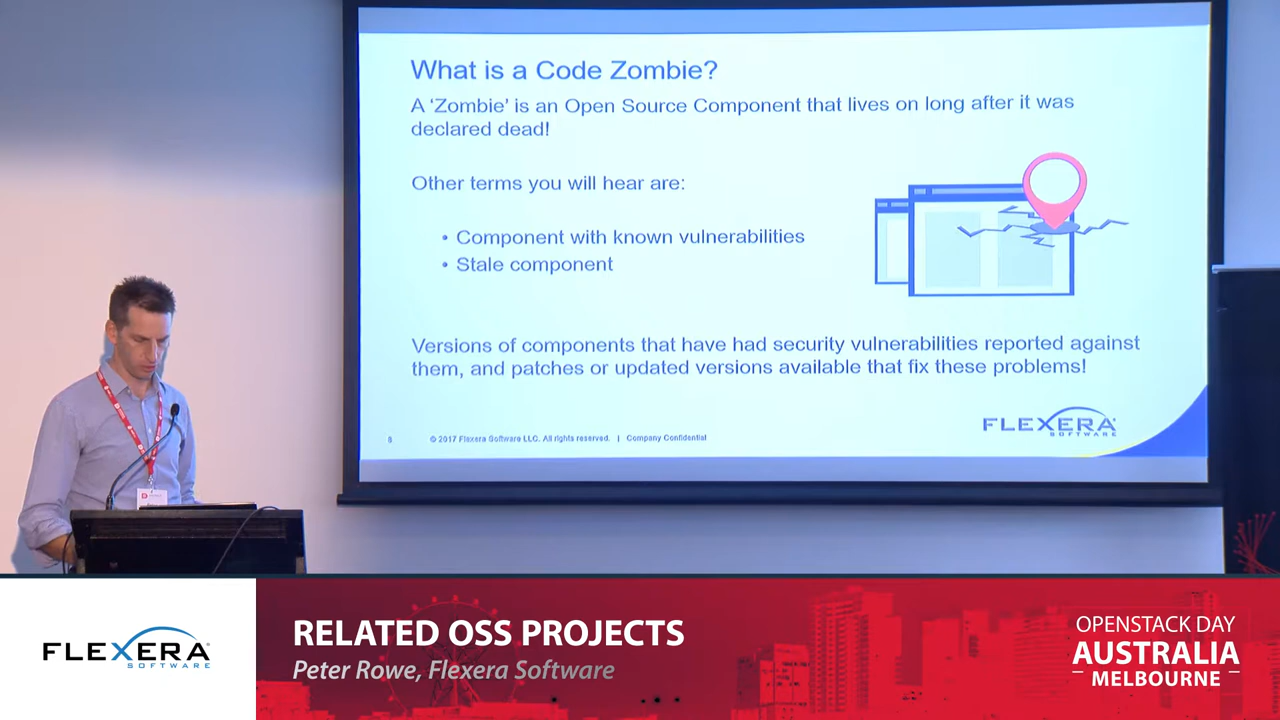 What is a Code Zombie?
A ‘Zombie’ is an Open Source Component that lives on long after it was
declared dead!
Other terms you will hear are:
• Component with known vulnerabilities
• Stale component
Versions of components that have had security vulnerabilities reported against
them, and patches or updated versions available that fix these problems!
FLEXERA
SOFTWARE
© 2017 Flexera Software LLC. All rights reserved. | Company Confidential
FLEXERA
SOFTWARE
RELATED OSS PROJECTS
Peter Rowe, Flexera Software
OPENSTACK DAY
AUSTRALIA
MELBOURNE